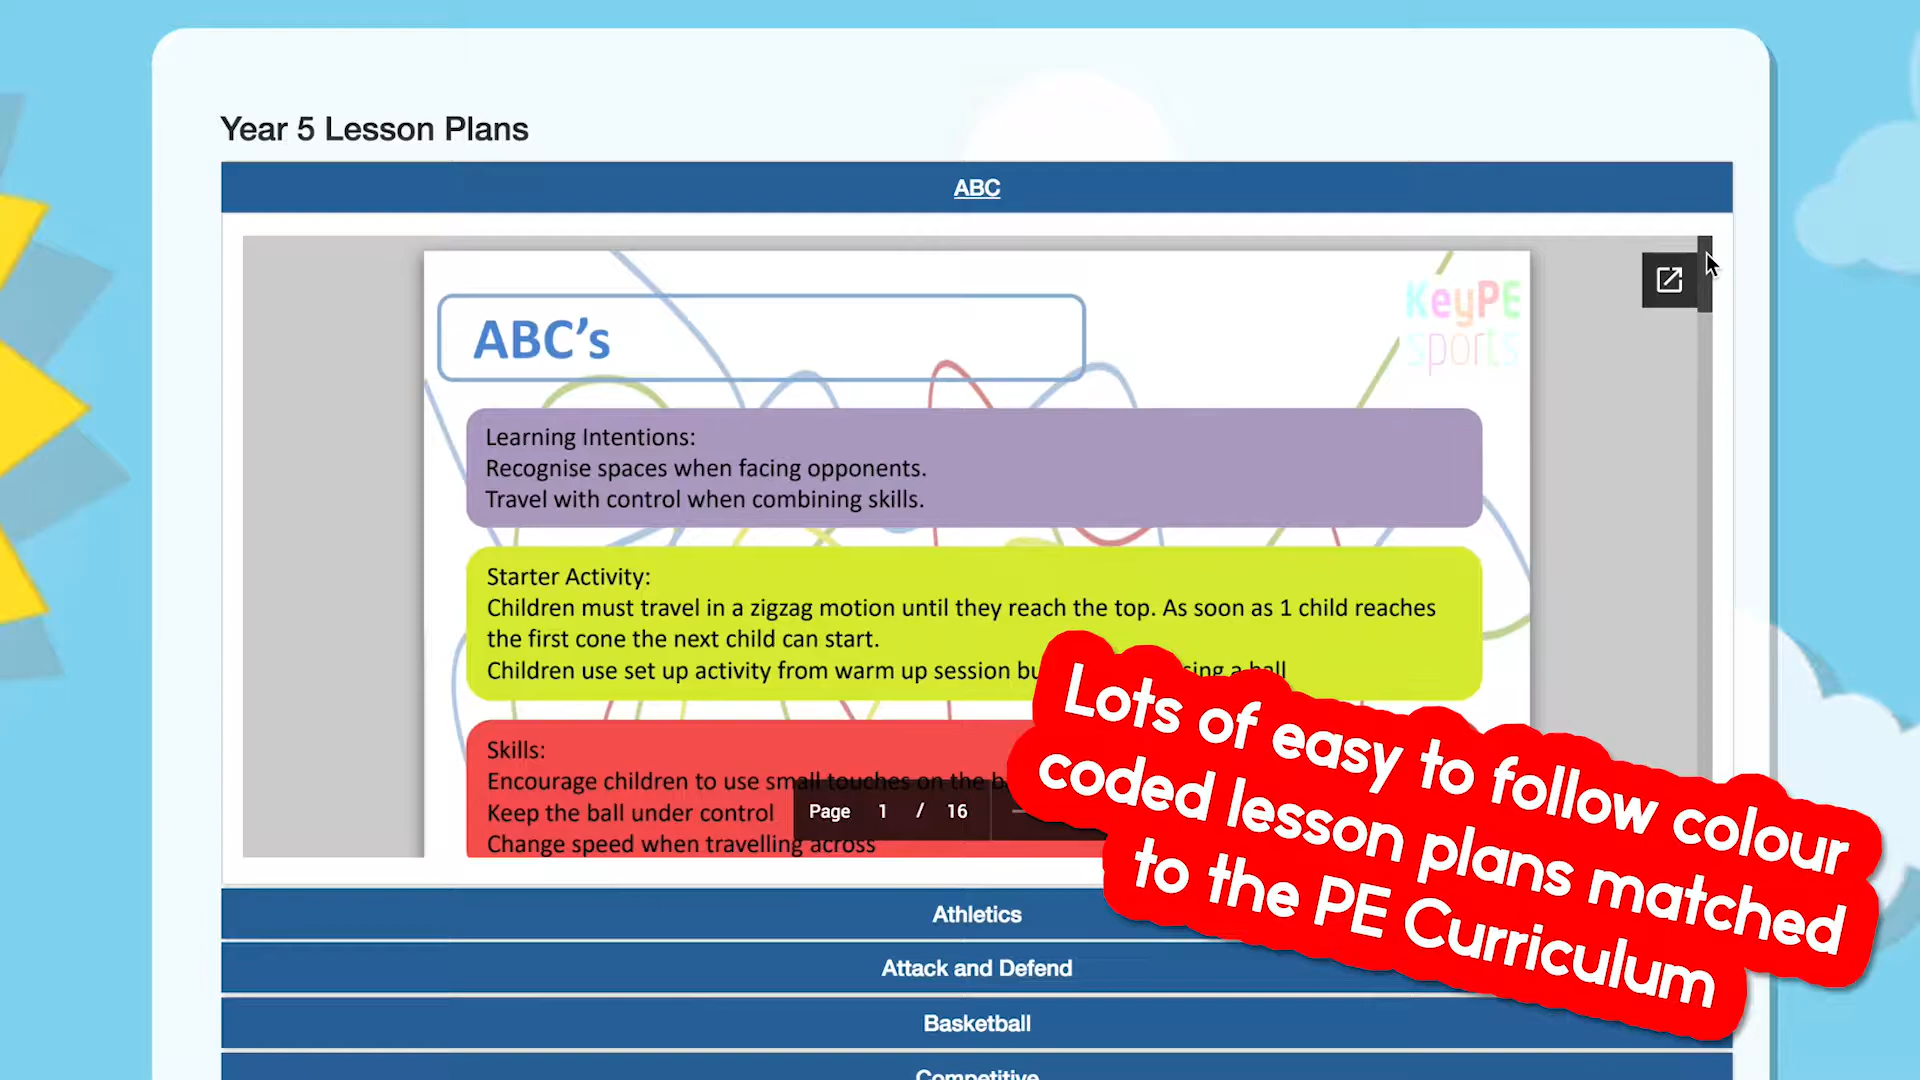 Year 5 Lesson Plans
ABC
ABC's
KeyPE
sports
Learning Intentions:
Recognise spaces when facing opponents.
Travel with control when combining skills.
Starter Activity:
Children must travel in a zigzag motion until they reach the top. As soon as 1 child reaches
the first cone the next child can start.
Children use set up activity from warm up session
Skills:
Encourage children to use small touches on the
Keep the ball under control
Change speed when travelling across
Page 1 / 16
Lots of easy to follow colour
coded lesson plans matched
to the PE Curriculum
Athletics
Attack and Defend
Basketball
Competitive